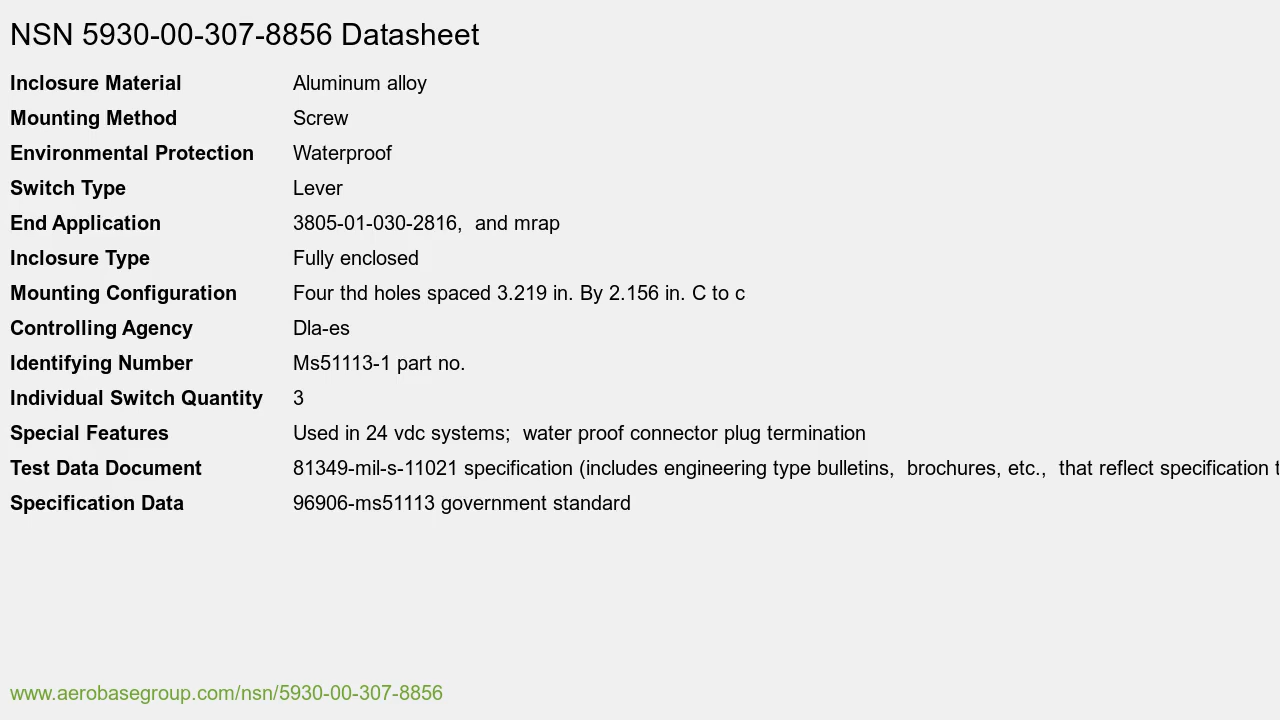 NSN 5930-00-307-8856 Datasheet
Inclosure Material Aluminum alloy
Mounting Method Screw
Environmental Protection Waterproof
Switch Type Lever
End Application 3805-01-030-2816,  and mrap
Inclosure Type Fully enclosed
Mounting Configuration Four thd holes spaced 3.219 in. By 2.156 in. C to c
Controlling Agency Dla-es
Identifying Number Ms51113-1 part no.
Individual Switch Quantity 3
Special Features Used in 24 vdc systems;  water proof connector plug termination
Test Data Document 81349-mil-s-11021 specification (includes engineering type bulletins,  brochures, etc.,  that reflect specification
Specification Data 96906-ms51113 government standard
www.aerobasegroup.com/nsn/5930-00-307-8856